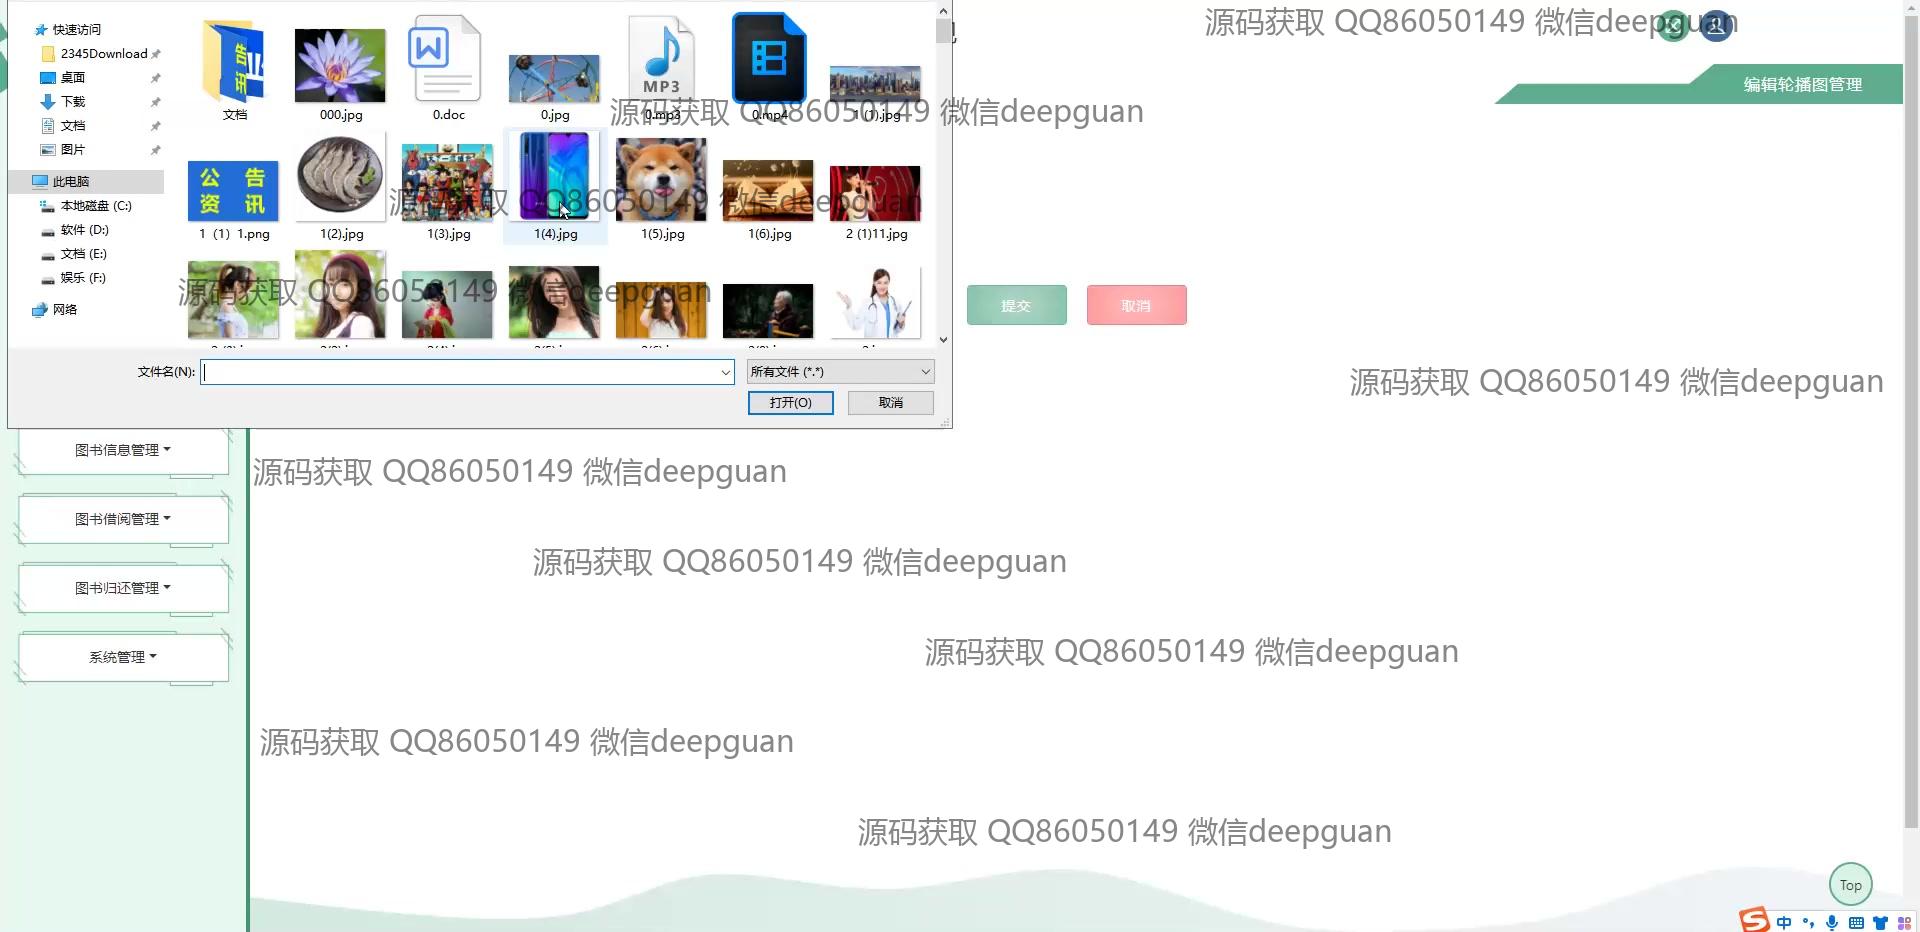 快速访问
2345Download
桌面
下载
文档
图片
此电脑
本地磁盘 (C:)
软件 (D:)
文档 (E:)
娱乐 (F:)
网络
告
讯
W
MP3
文档
000.jpg
0.doc
0.jpg
0.mp3
0.mp4
1 (1).jpg
公 告
资 讯
1（1）1.png
1(2).jpg
1(3).jpg
1(4).jpg
1(5).jpg
1(6).jpg
2 (1)11.jpg
文件名(N):
所有文件 (*.*)
打开(O)
取消
编辑轮播图管理
提交
取消
图书信息管理
图书借阅管理
图书归还管理
系统管理
源码获取 QQ86050149 微信deepguan
源码获取 QQ86050149 微信deepguan
源码获取 QQ86050149 微信deepguan
源码获取 QQ86050149 微信deepguan
源码获取 QQ86050149 微信deepguan
源码获取 QQ86050149 微信deepguan
源码获取 QQ86050149 微信deepguan
源码获取 QQ86050149 微信deepguan
源码获取 QQ86050149 微信deepguan
源码获取 QQ86050149 微信deepguan
Top
S
中